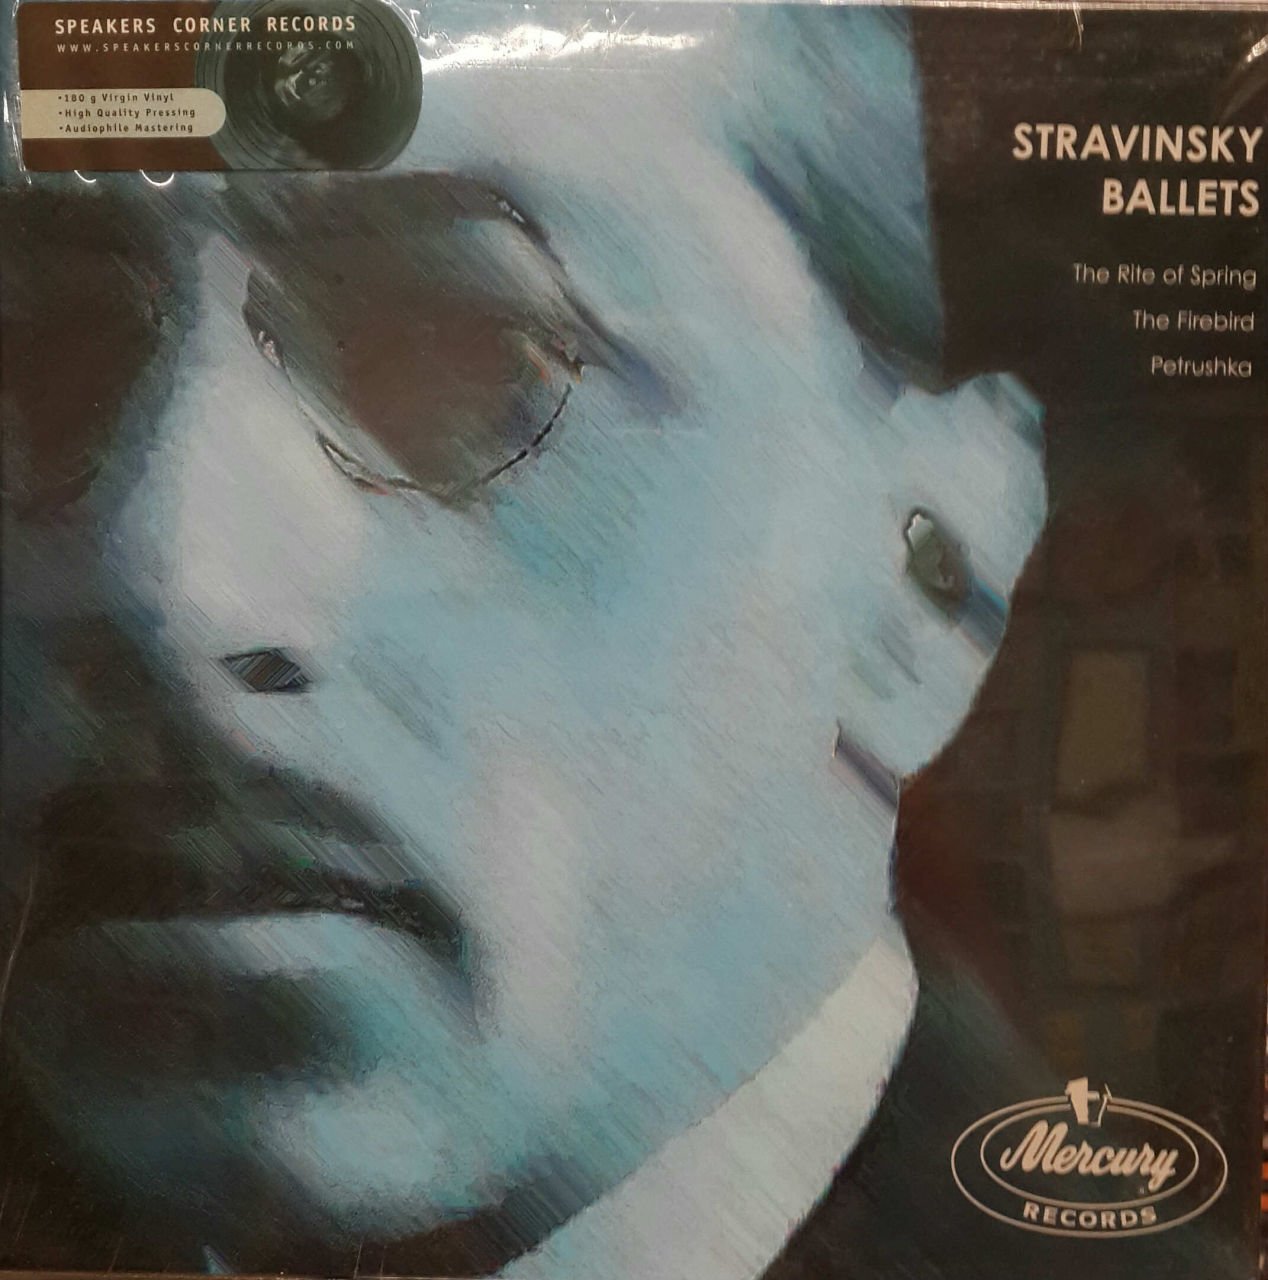 SPEAKERS CORNER RECORDS
WWW.SPEAKERSCORNERRECORDS.COM
•180 g Virgin Vinyl
•High Quality Pressing
•Audiophile Mastering
STRAVINSKY
BALLETS
The Rite of Spring
The Firebird
Petrushka
Mercury
RECORDS